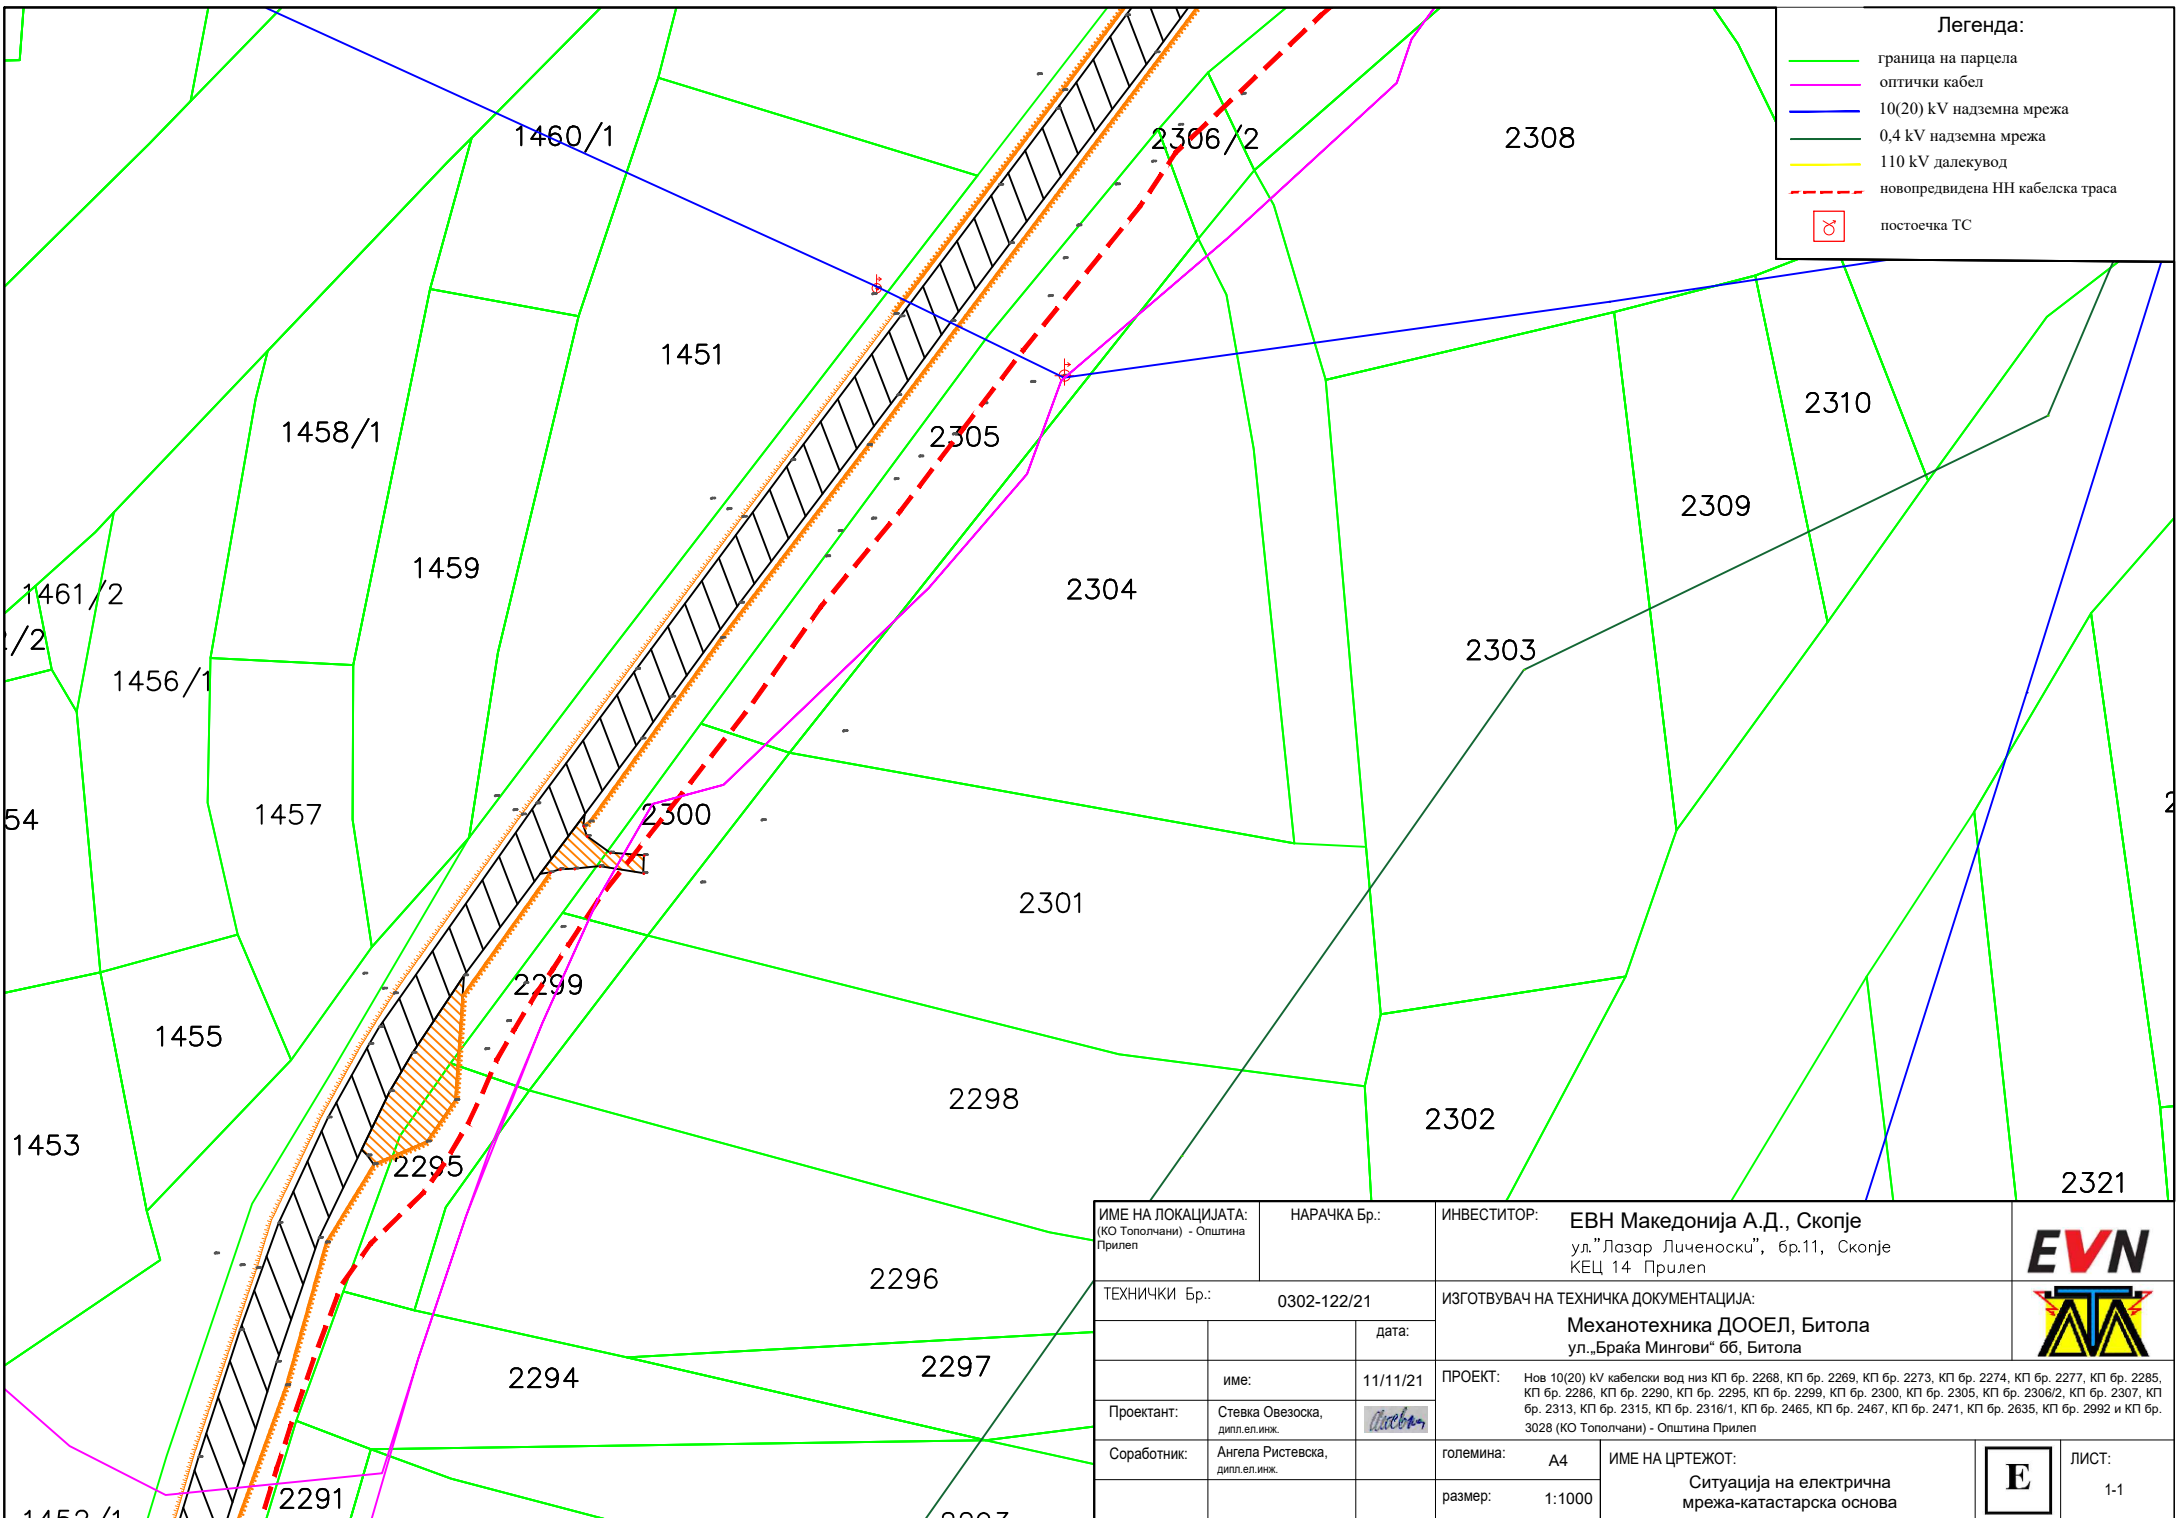 Легенда:
граница на парцела
оптички кабел
10(20) kV надземна мрежа
0,4 kV надземна мрежа
110 kV далекувод
новопредвидена НН кабелска траса
постоечка ТС
1460/1
2306/2
2308
1451
2310
1458/1
2305
2309
1459
2304
1461/2
/2
2303
1456/1
54
1457
2300
2301
2299
1455
2298
2302
1453
2295
2321
2296
2294
2297
2291
ИМЕ НА ЛОКАЦИЈАТА:
(КО Тополчани) - Општина
Прилеп
НАРАЧКА Бр.:
ИНВЕСТИТОР:
ЕВН Македонија А.Д., Скопје
ул."Лазар Личеноски", бр.11, Скопје
КЕЦ 14 Прилеп
EVN
ТЕХНИЧКИ Бр.:
0302-122/21
ИЗГОТВУВАЧ НА ТЕХНИЧКА ДОКУМЕНТАЦИЈА:
Механотехника ДООЕЛ, Битола
ул.„Браќа Мингови“ бб, Битола
дата:
име:
11/11/21
ПРОЕКТ:
Нов 10(20) kV кабелски вод низ КП бр. 2268, КП бр. 2269, КП бр. 2273, КП бр. 2274, КП бр. 2277, КП бр. 2285,
КП бр. 2286, КП бр. 2290, КП бр. 2295, КП бр. 2299, КП бр. 2300, КП бр. 2305, КП бр. 2306/2, КП бр. 2307, КП
бр. 2313, КП бр. 2315, КП бр. 2316/1, КП бр. 2465, КП бр. 2467, КП бр. 2471, КП бр. 2635, КП бр. 2992 и КП бр.
3028 (КО Тополчани) - Општина Прилеп
Проектант:
Стевка Овезоска,
дипл.ел.инж.
Соработник:
Ангела Ристевска,
дипл.ел.инж.
големина:
А4
размер:
1:1000
ИМЕ НА ЦРТЕЖОТ:
Ситуација на електрична
мрежа-катастарска основа
Е
ЛИСТ:
1-1